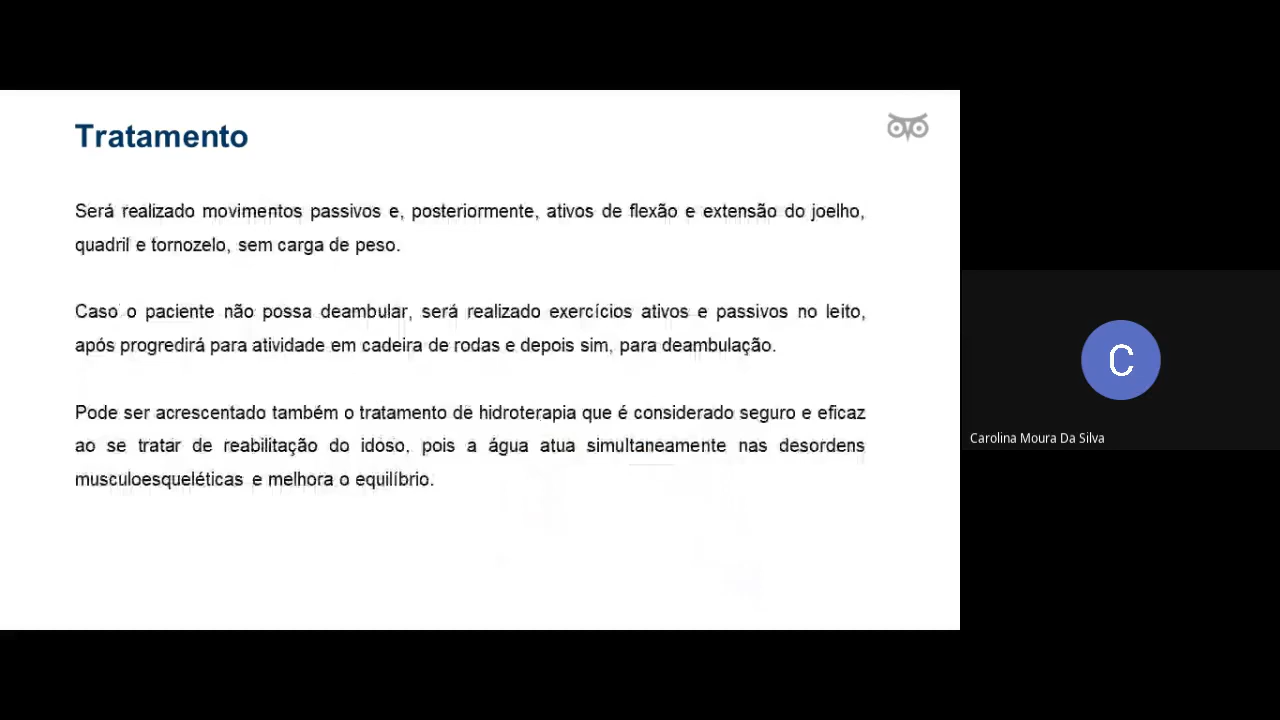 Tratamento
Será realizado movimentos passivos e, posteriormente, ativos de flexão e extensão do joelho,
quadril e tornozelo, sem carga de peso.
Caso o paciente não possa deambular, será realizado exercícios ativos e passivos no leito,
após progredirá para atividade em cadeira de rodas e depois sim, para deambulação.
Pode ser acrescentado também o tratamento de hidroterapia que é considerado seguro e eficaz
ao se tratar de reabilitação do idoso, pois a água atua simultaneamente nas desordens
musculoesqueléticas e melhora o equilíbrio.
C
Carolina Moura Da Silva